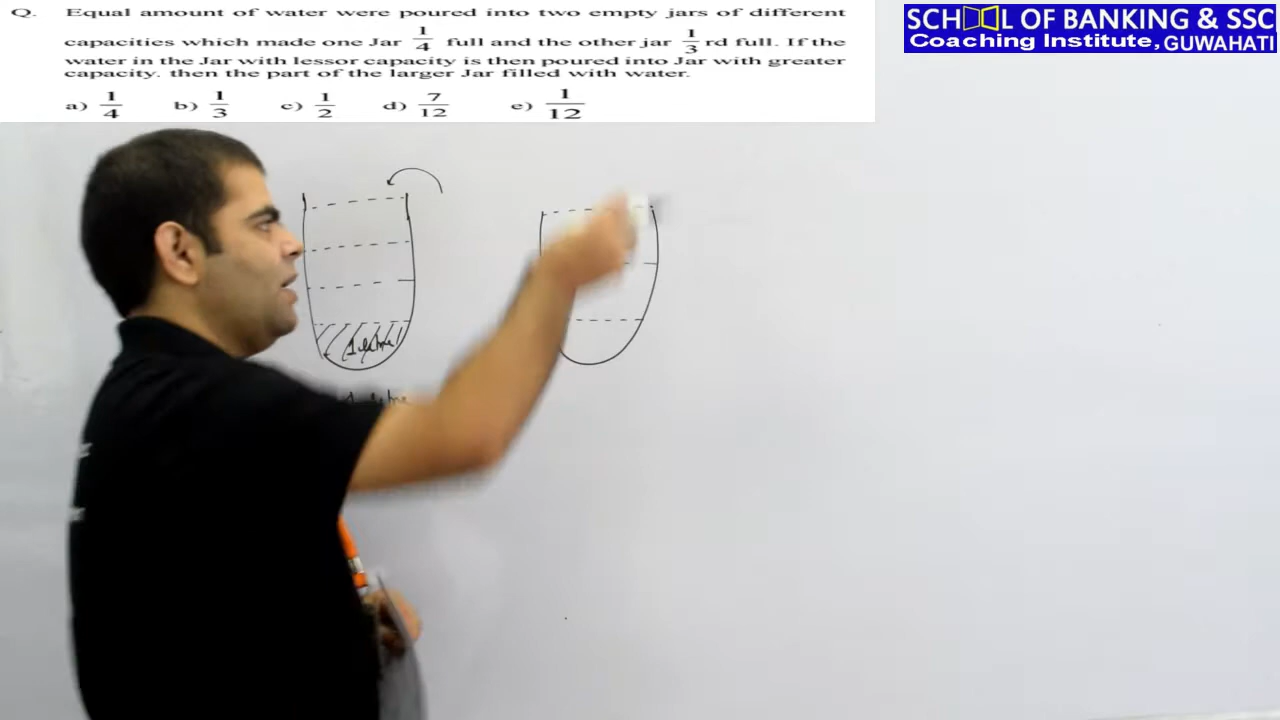 Q. Equal amount of water were poured into two empty jars of different
capacities which made one Jar 1/4 full and the other jar 1/3 rd full. If the
water in the Jar with lessor capacity is then poured into Jar with greater
capacity. then the part of the larger Jar filled with water.
a) 1/4 b) 1/3 c) 1/2 d) 7/12 e) 1/12
SCHOOL OF BANKING & SSC
Coaching Institute, GUWAHATI